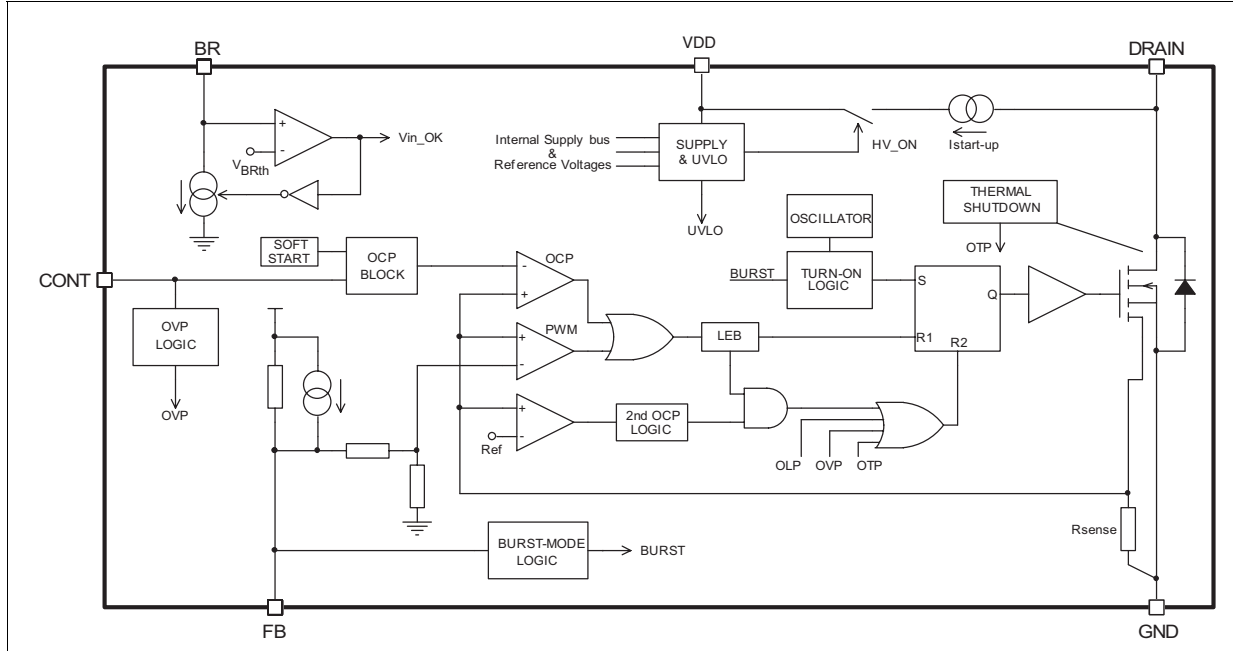 BR
VDD
DRAIN
+
-
Vin_OK
VBRth
Internal Supply bus
&
Reference Voltages
SUPPLY
& UVLO
HV_ON
Istart-up
UVLO
THERMAL
SHUTDOWN
OTP
OSCILLATOR
SOFT
START
OCP
BLOCK
OCP
-
+
BURST
TURN-ON
LOGIC
S
Q
R1
R2
CONT
OVP
LOGIC
OVP
PWM
+
-
LEB
+
-
Ref
2nd OCP
LOGIC
OLP
OVP
OTP
Rsense
BURST-MODE
LOGIC
BURST
FB
GND